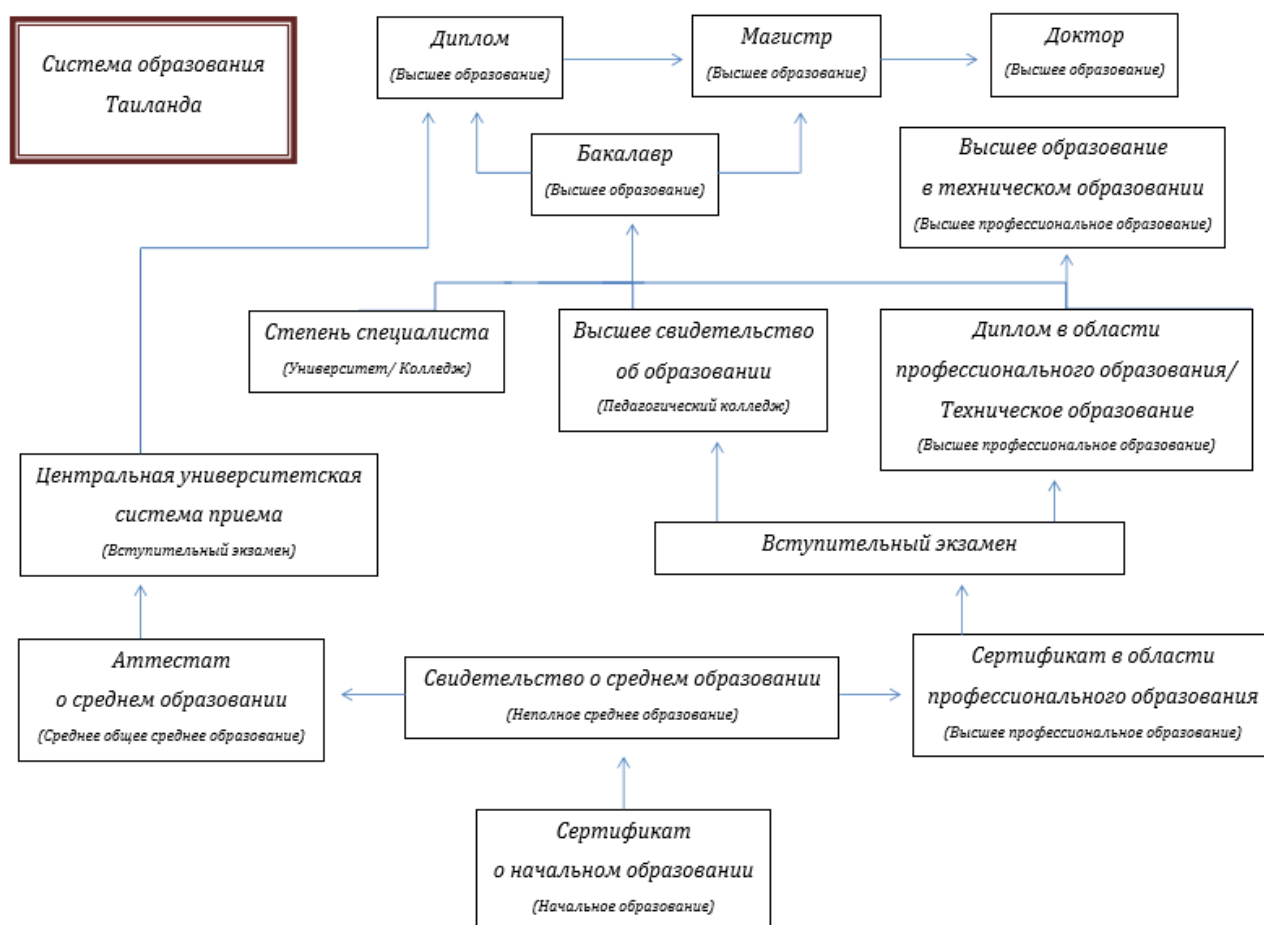 Система образования
Таиланда
Диплом
(Высшее образование)
Магистр
(Высшее образование)
Доктор
(Высшее образование)
Бакалавр
(Высшее образование)
Высшее образование
в техническом образовании
(Высшее профессиональное образование)
Степень специалиста
(Университет/ Колледж)
Высшее свидетельство
об образовании
(Педагогический колледж)
Диплом в области
профессионального образования/
Техническое образование
(Высшее профессиональное образование)
Центральная университетская
система приема
(Вступительный экзамен)
Вступительный экзамен
Аттестат
о среднем образовании
(Среднее общее среднее образование)
Свидетельство о среднем образовании
(Неполное среднее образование)
Сертификат в области
профессионального образования
(Высшее профессиональное образование)
Сертификат
о начальном образовании
(Начальное образование)